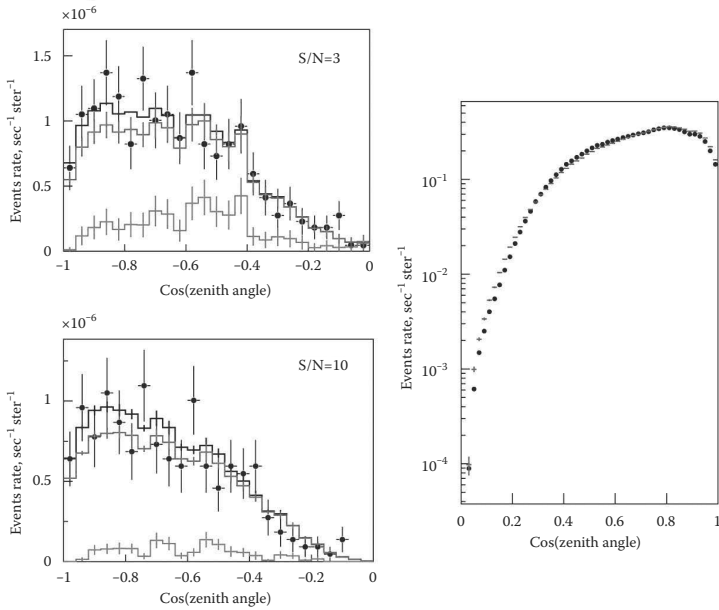 ×10⁻⁶
S/N=3
Events rate, sec⁻¹ ster⁻¹
1.5
1
0.5
0
−1 −0.8 −0.6 −0.4 −0.2 0
Cos(zenith angle)
×10⁻⁶
S/N=10
Events rate, sec⁻¹ ster⁻¹
1
0.5
0
−1 −0.8 −0.6 −0.4 −0.2 0
Cos(zenith angle)
Events rate, sec⁻¹ ster⁻¹
10⁻¹
10⁻²
10⁻³
10⁻⁴
0 0.2 0.4 0.6 0.8 1
Cos(zenith angle)